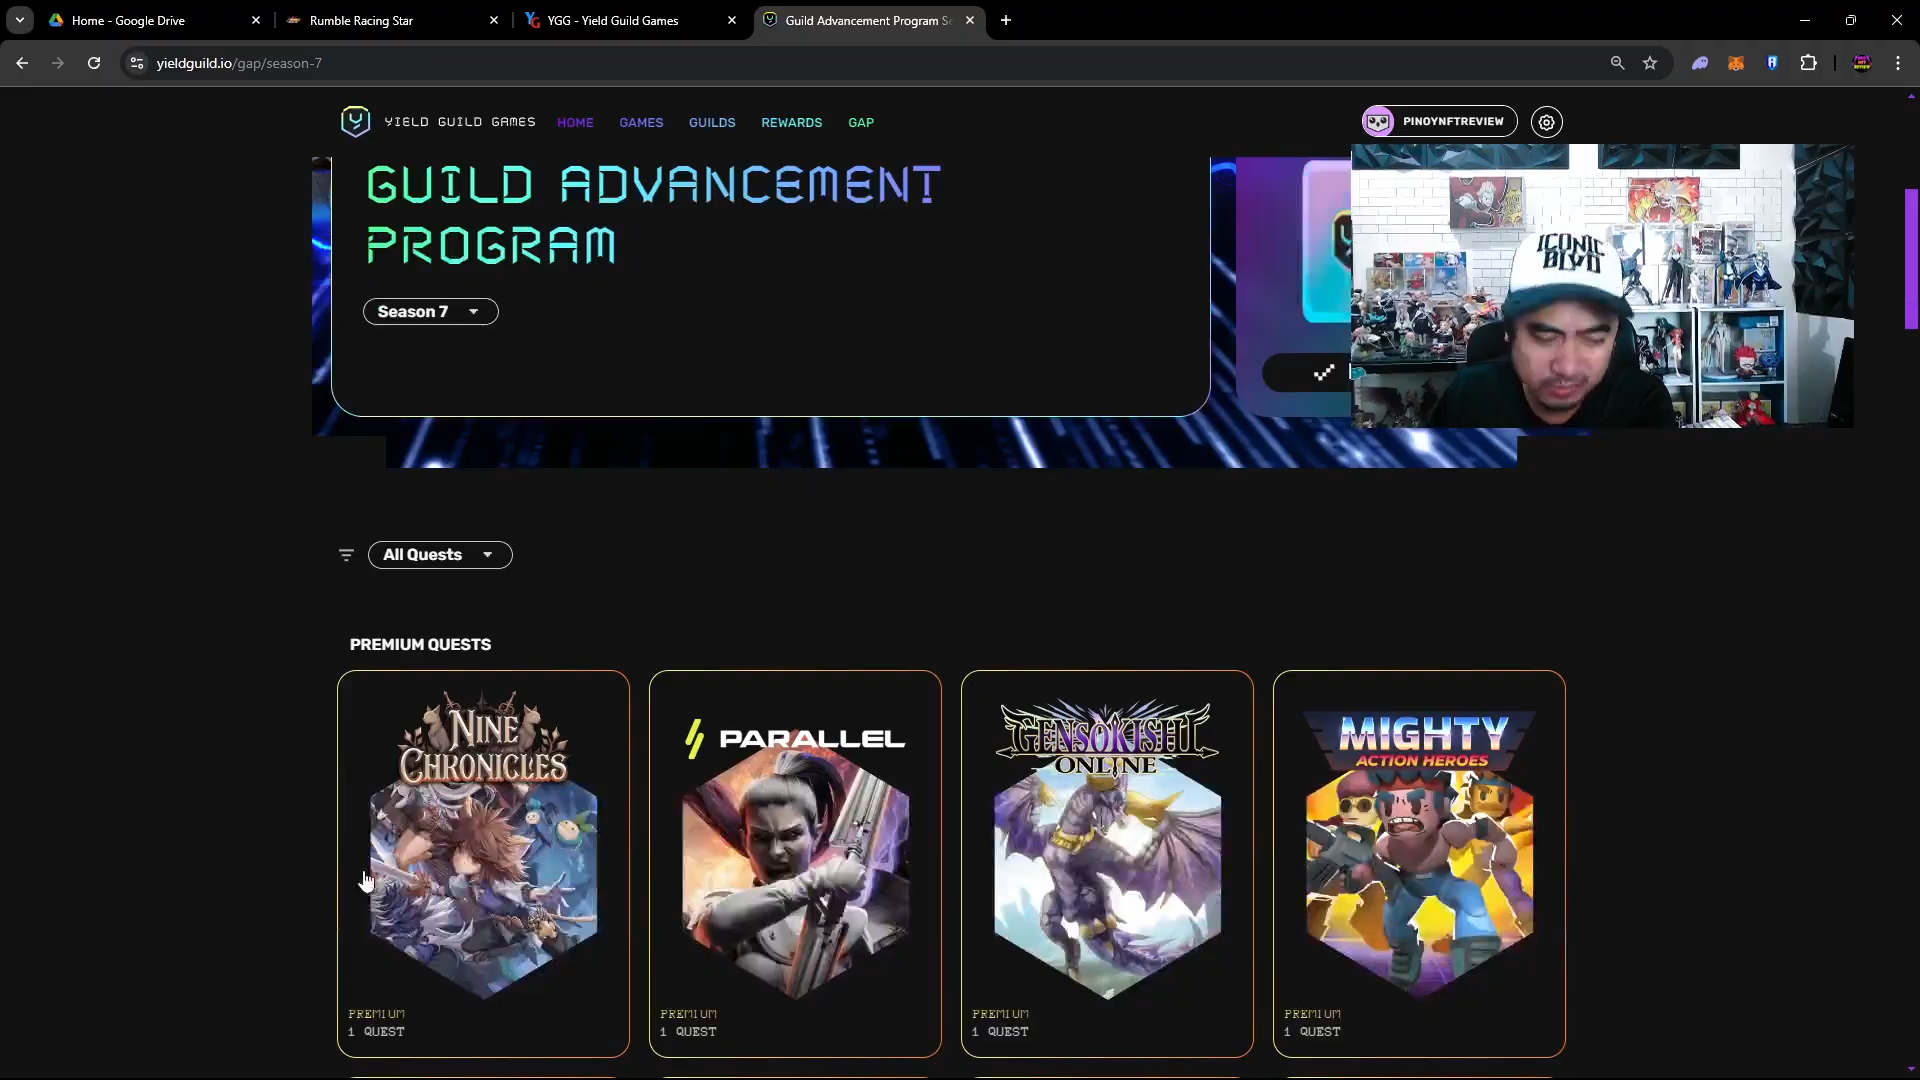 Home - Google Drive
Rumble Racing Star
YGG - Yield Guild Games
Guild Advancement Program Se
yieldguild.io/gap/season-7
YIELD GUILD GAMES
HOME
GAMES
GUILDS
REWARDS
GAP
PINOYNFTREVIEW
GUILD ADVANCEMENT
PROGRAM
Season 7
ICONIC
BLVD
All Quests
PREMIUM QUESTS
NINE
CHRONICLES
PARALLEL
GENSOKISHI
ONLINE
MIGHTY
ACTION HEROES
PREMIUM
1 QUEST
PREMIUM
1 QUEST
PREMIUM
1 QUEST
PREMIUM
1 QUEST